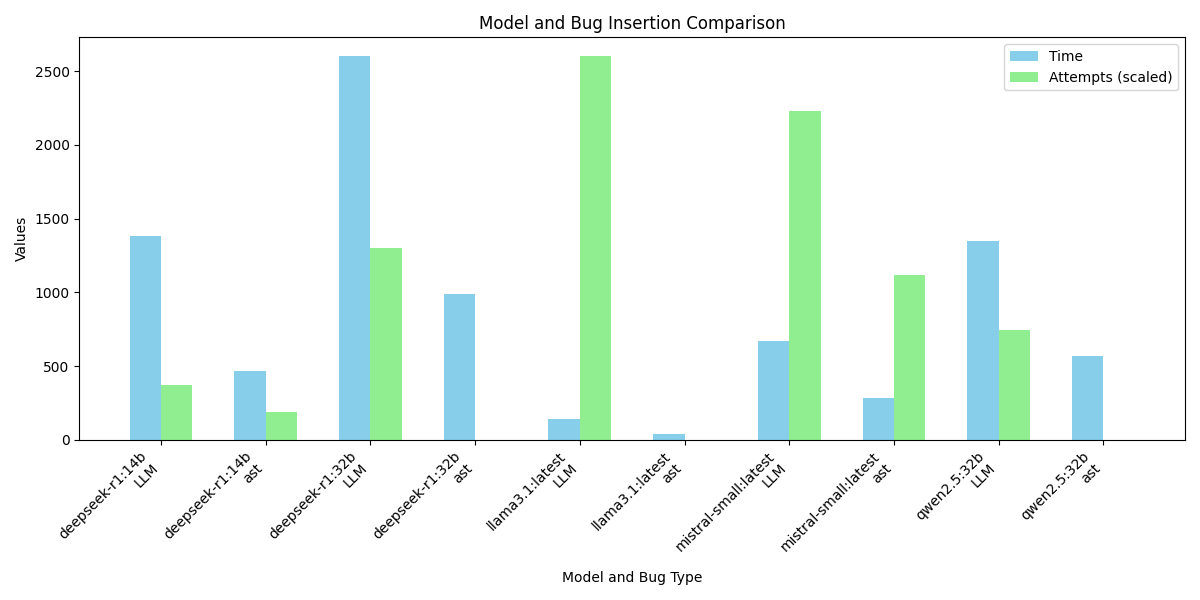 Model and Bug Insertion Comparison
Time
Attempts (scaled)
Values
2500
2000
1500
1000
500
0
deepseek-r1:14b
LLM
deepseek-r1:14b
ast
deepseek-r1:32b
LLM
deepseek-r1:32b
ast
llama3.1:latest
LLM
llama3.1:latest
ast
mistral-small:latest
LLM
mistral-small:latest
ast
qwen2.5:32b
LLM
qwen2.5:32b
ast
Model and Bug Type